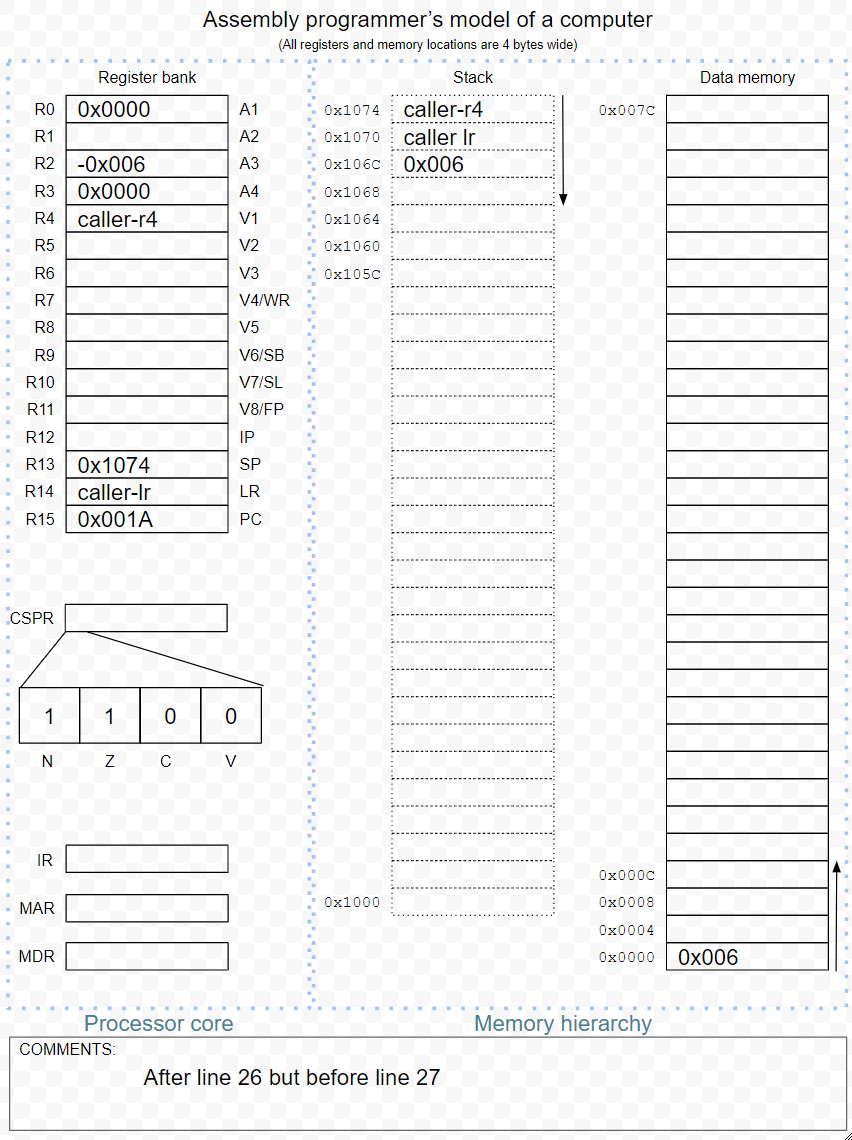 Assembly programmer's model of a computer
(All registers and memory locations are 4 bytes wide)
Register bank
R0 0x0000 A1
R1 A2
R2 -0x006 A3
R3 0x0000 A4
R4 caller-r4 V1
R5 V2
R6 V3
R7 V4/WR
R8 V5
R9 V6/SB
R10 V7/SL
R11 V8/FP
R12 IP
R13 0x1074 SP
R14 caller-lr LR
R15 0x001A PC
CSPR
1 1 0 0
N Z C V
IR
MAR
MDR
Processor core
Stack
0x1074 caller-r4
0x1070 caller lr
0x106C 0x006
0x1068
0x1064
0x1060
0x105C
0x1000
Data memory
0x007C
0x000C
0x0008
0x0004
0x0000 0x006
Memory hierarchy
COMMENTS:
After line 26 but before line 27